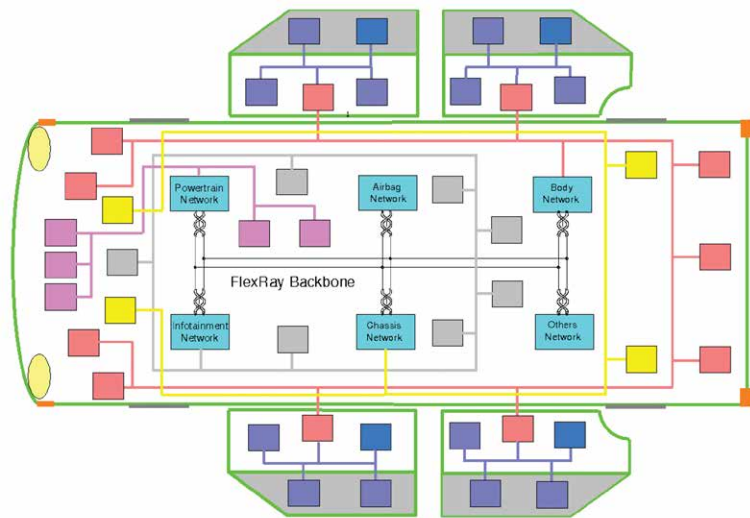 Powertrain
Network
Airbag
Network
Body
Network
FlexRay Backbone
Infotainment
Network
Chassis
Network
Others
Network